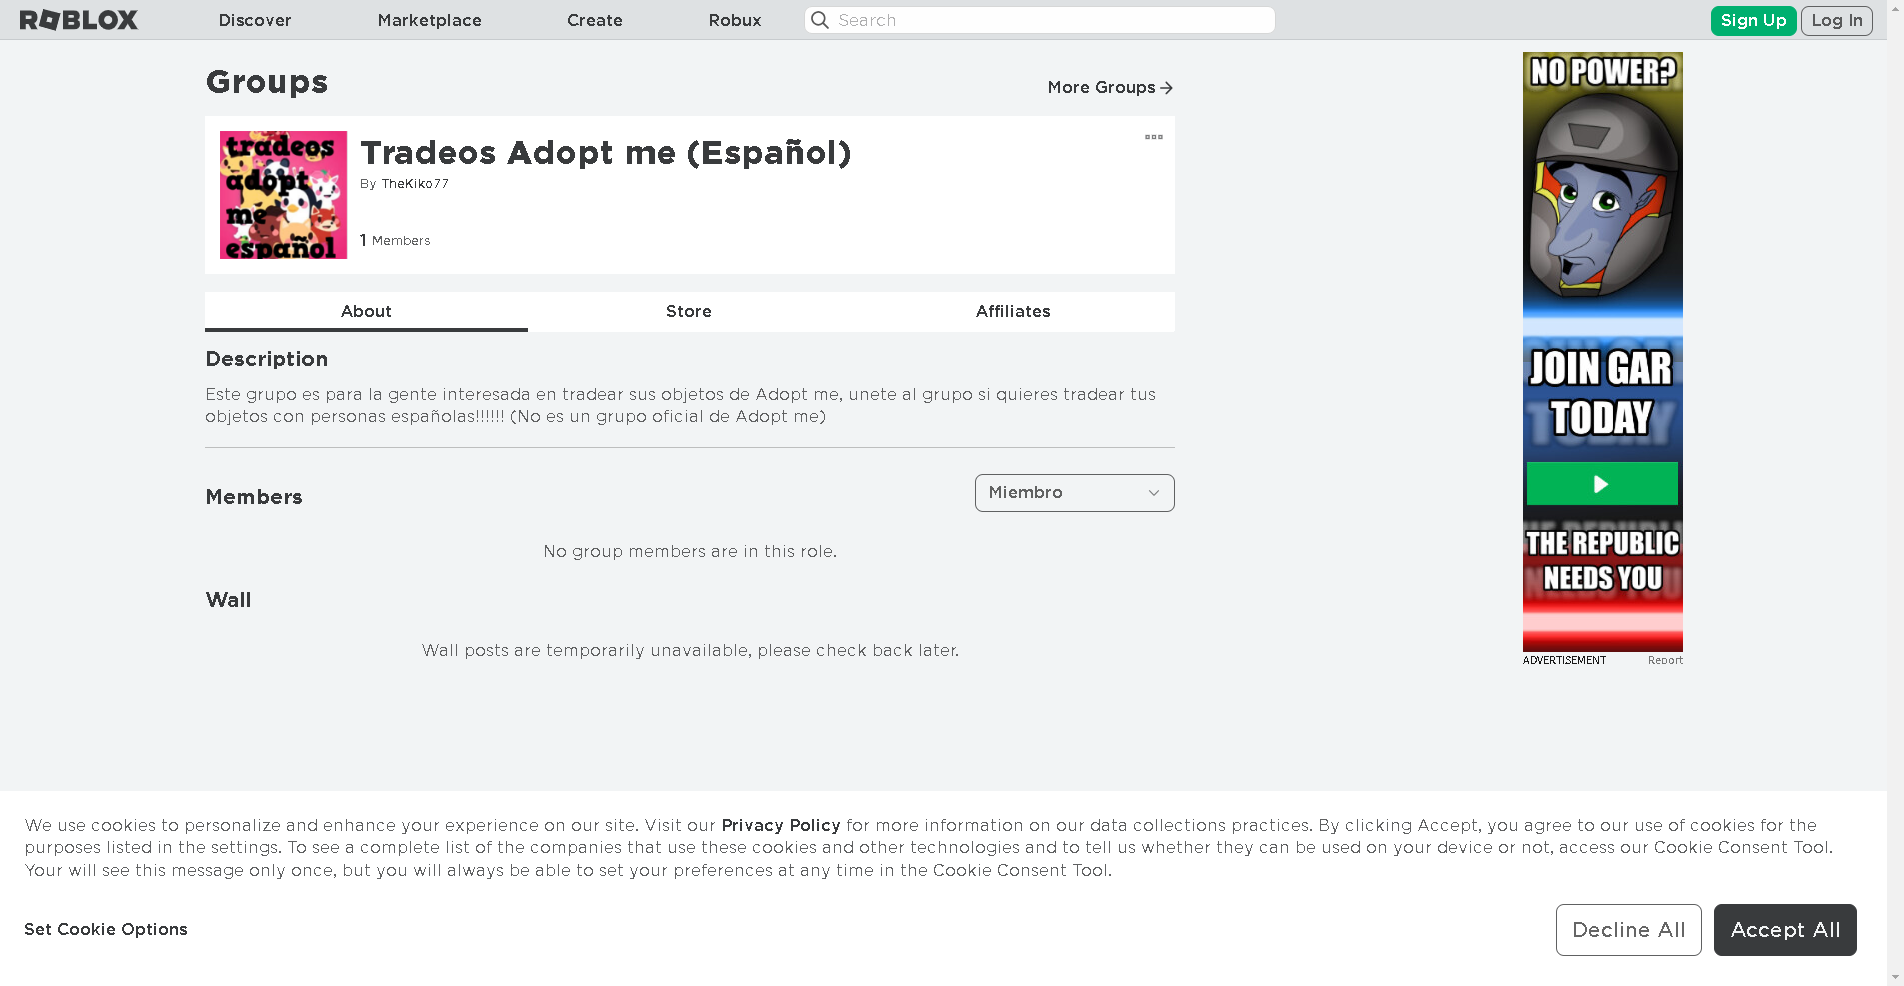 ROBLOX
Discover
Marketplace
Create
Robux
Search
Sign Up
Log In
Groups
More Groups
tradeos
adopt
me
español
Tradeos Adopt me (Español)
By TheKiko77
1 Members
About
Store
Affiliates
Description
Este grupo es para la gente interesada en tradear sus objetos de Adopt me, unete al grupo si quieres tradear tus
objetos con personas españolas!!!!!! (No es un grupo oficial de Adopt me)
Members
Miembro
No group members are in this role.
Wall
Wall posts are temporarily unavailable, please check back later.
NO POWER?
JOIN GAR
TODAY
THE REPUBLIC
NEEDS YOU
ADVERTISEMENT
Report
We use cookies to personalize and enhance your experience on our site. Visit our Privacy Policy for more information on our data collections practices. By clicking Accept, you agree to our use of cookies for the
purposes listed in the settings. To see a complete list of the companies that use these cookies and other technologies and to tell us whether they can be used on your device or not, access our Cookie Consent Tool.
Your will see this message only once, but you will always be able to set your preferences at any time in the Cookie Consent Tool.
Set Cookie Options
Decline All
Accept All